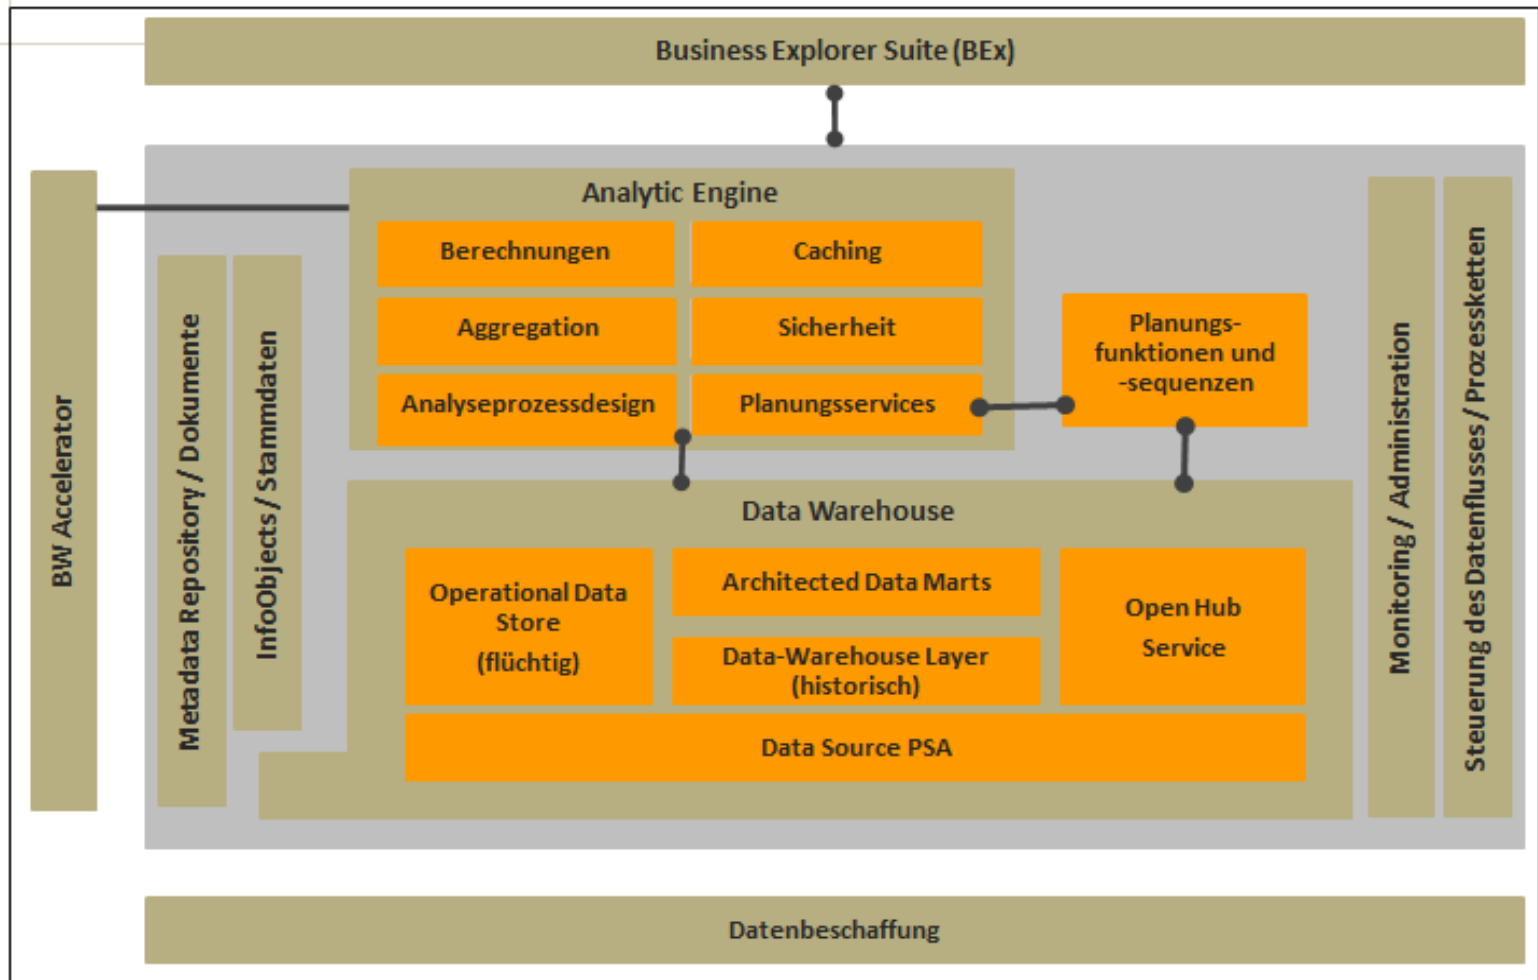 Business Explorer Suite (BEx)
BW Accelerator
Metadata Repository / Dokumente
InfoObjects / Stammdaten
Analytic Engine
Berechnungen
Caching
Aggregation
Sicherheit
Analyseprozessdesign
Planungsservices
Planungs-
funktionen und
-sequenzen
Data Warehouse
Operational Data
Store
(flüchtig)
Architected Data Marts
Data-Warehouse Layer
(historisch)
Open Hub
Service
Data Source PSA
Monitoring / Administration
Steuerung des Datenflusses / Prozessketten
Datenbeschaffung